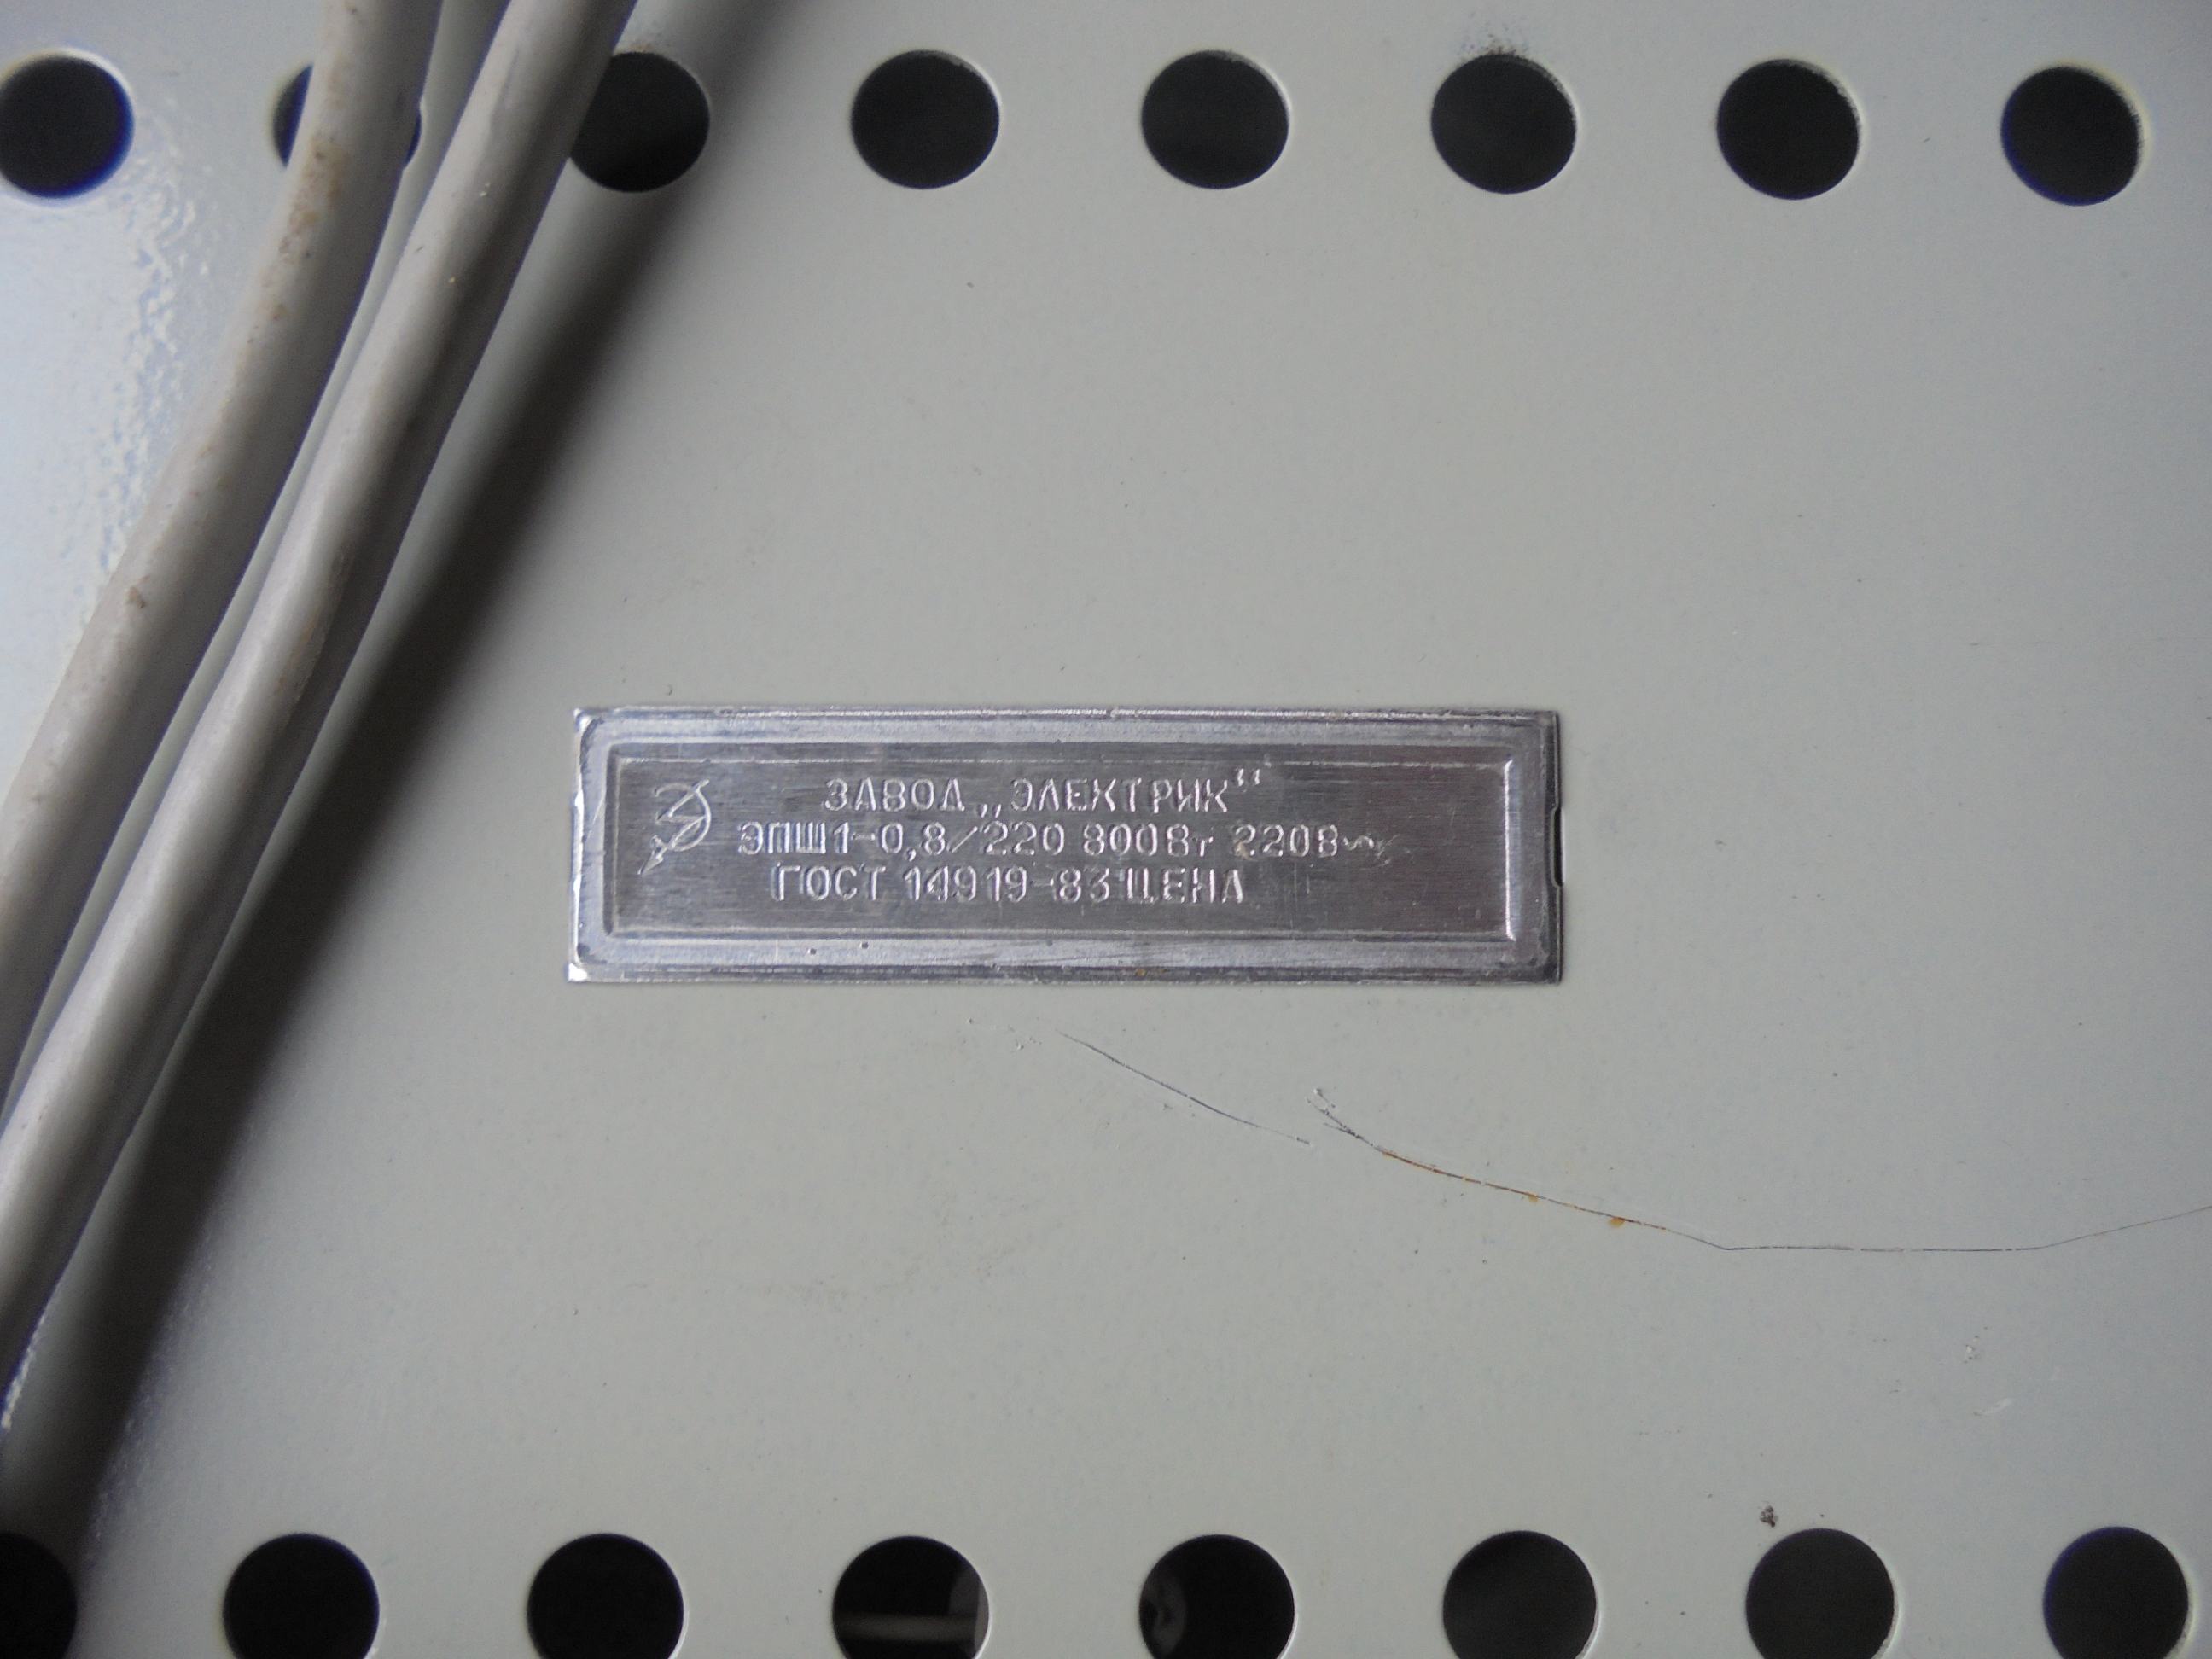 ЗАВОД „ЭЛЕКТРИК"
ЭПШ1-0,8/220 800Вт 220В~
ГОСТ 14919-83 ЦЕНА